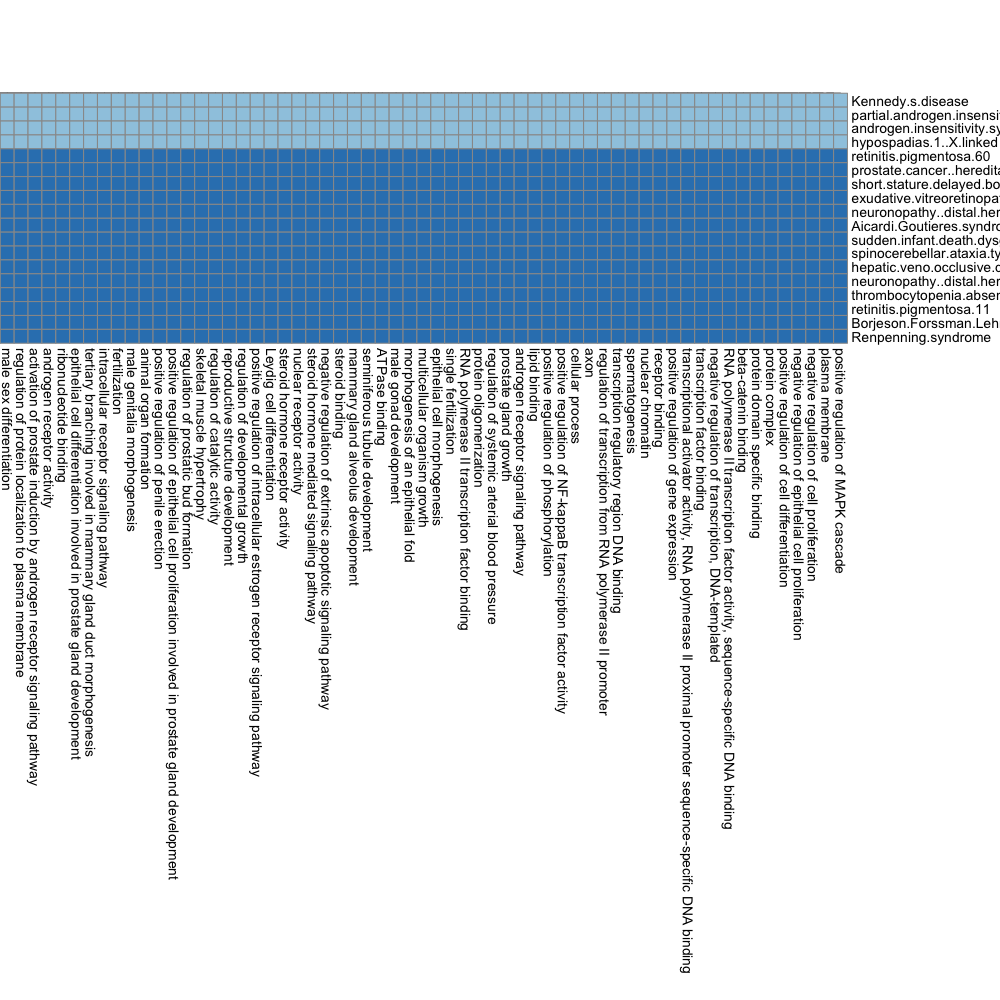 Kennedy.s.disease
partial.androgen.insensi
androgen.insensitivity.sy
hypospadias.1..X.linked
retinitis.pigmentosa.60
prostate.cancer..heredita
short.stature.delayed.bo
exudative.vitreoretinopa
neuronopathy..distal.her
Aicardi.Goutieres.syndro
sudden.infant.death.dysg
spinocerebellar.ataxia.ty
hepatic.veno.occlusive.d
neuronopathy..distal.her
thrombocytopenia.absen
retinitis.pigmentosa.11
Borjeson.Forssman.Leh
Renpenning.syndrome
male sex differentiation
regulation of protein localization to plasma membrane
activation of prostate induction by androgen receptor signaling pathway
androgen receptor activity
ribonucleotide binding
epithelial cell differentiation involved in prostate gland development
tertiary branching involved in mammary gland duct morphogenesis
intracellular receptor signaling pathway
fertilization
male genitalia morphogenesis
animal organ formation
positive regulation of penile erection
positive regulation of epithelial cell proliferation involved in prostate gland development
regulation of prostatic bud formation
skeletal muscle hypertrophy
regulation of catalytic activity
reproductive structure development
regulation of developmental growth
positive regulation of intracellular estrogen receptor signaling pathway
Leydig cell differentiation
steroid hormone receptor activity
nuclear receptor activity
steroid hormone mediated signaling pathway
negative regulation of extrinsic apoptotic signaling pathway
steroid binding
mammary gland alveolus development
seminiferous tubule development
ATPase binding
male gonad development
morphogenesis of an epithelial fold
multicellular organism growth
epithelial cell morphogenesis
single fertilization
RNA polymerase II transcription factor binding
protein oligomerization
regulation of systemic arterial blood pressure
prostate gland growth
androgen receptor signaling pathway
lipid binding
positive regulation of phosphorylation
positive regulation of NF-kappaB transcription factor activity
cellular process
axon
regulation of transcription from RNA polymerase II promoter
transcription regulatory region DNA binding
spermatogenesis
nuclear chromatin
receptor binding
positive regulation of gene expression
transcriptional activator activity, RNA polymerase II proximal promoter sequence-specific DNA binding
transcription factor binding
negative regulation of transcription, DNA-templated
RNA polymerase II transcription factor activity, sequence-specific DNA binding
beta-catenin binding
protein domain specific binding
protein complex
positive regulation of cell differentiation
negative regulation of epithelial cell proliferation
negative regulation of cell proliferation
plasma membrane
positive regulation of MAPK cascade